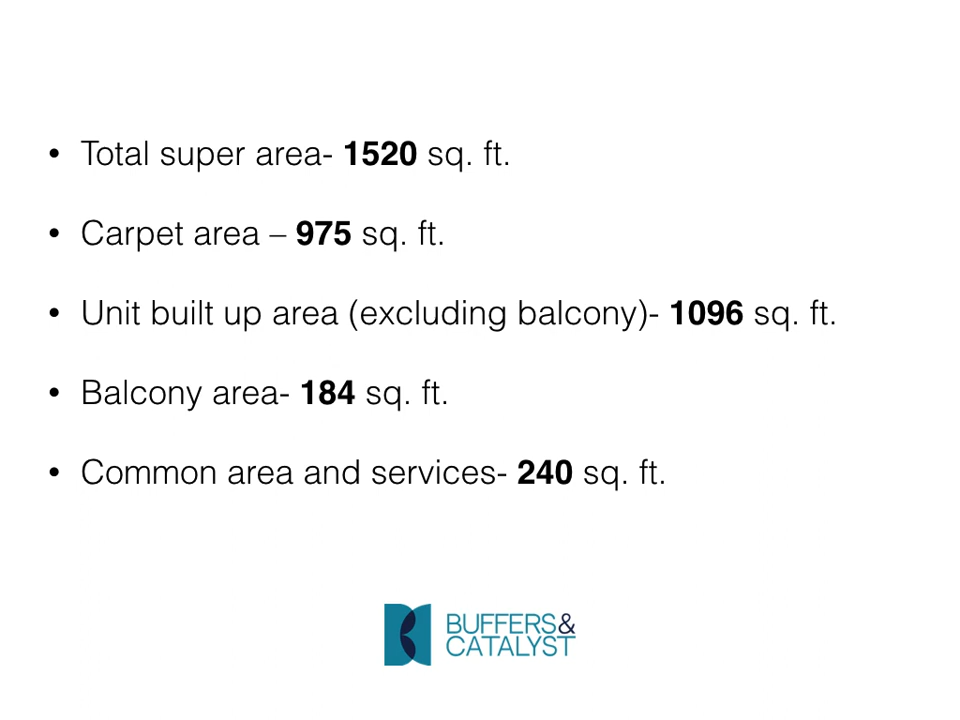 • Total super area- 1520 sq. ft.
• Carpet area – 975 sq. ft.
• Unit built up area (excluding balcony)- 1096 sq. ft.
• Balcony area- 184 sq. ft.
• Common area and services- 240 sq. ft.
BUFFERS&
CATALYST